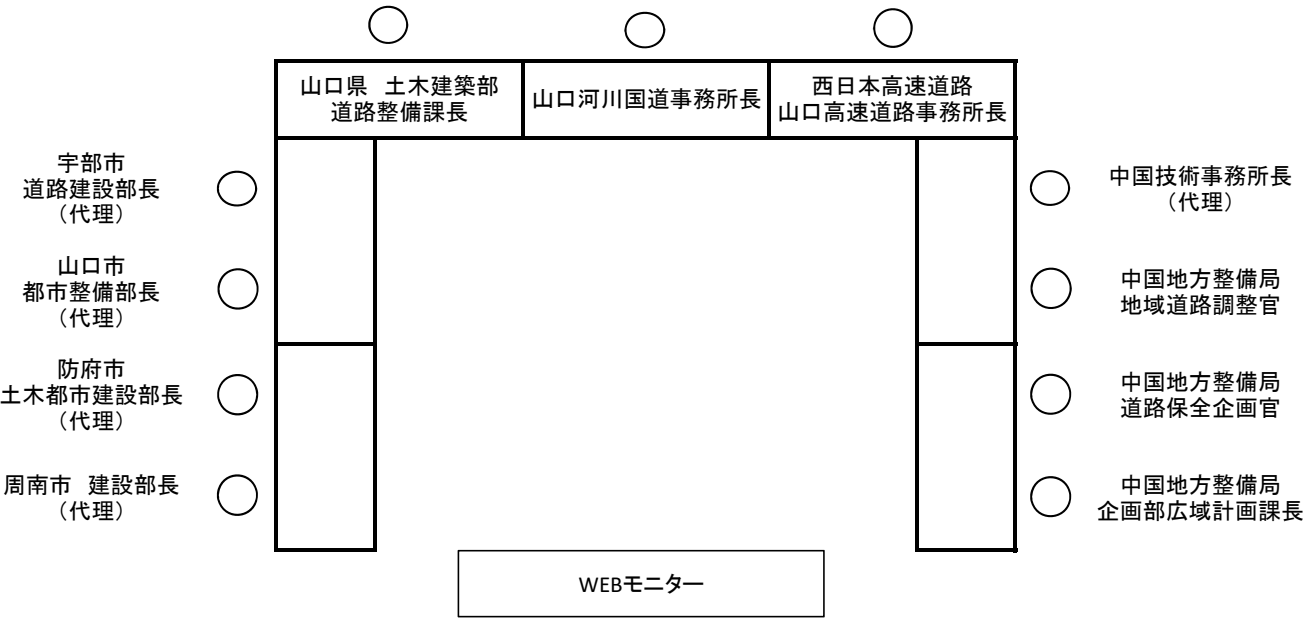 山口県　土木建築部
道路整備課長
山口河川国道事務所長
西日本高速道路
山口高速道路事務所長
宇部市
道路建設部長
（代理）
山口市
都市整備部長
（代理）
防府市
土木都市建設部長
（代理）
周南市　建設部長
（代理）
中国技術事務所長
（代理）
中国地方整備局
地域道路調整官
中国地方整備局
道路保全企画官
中国地方整備局
企画部広域計画課長
WEBモニター